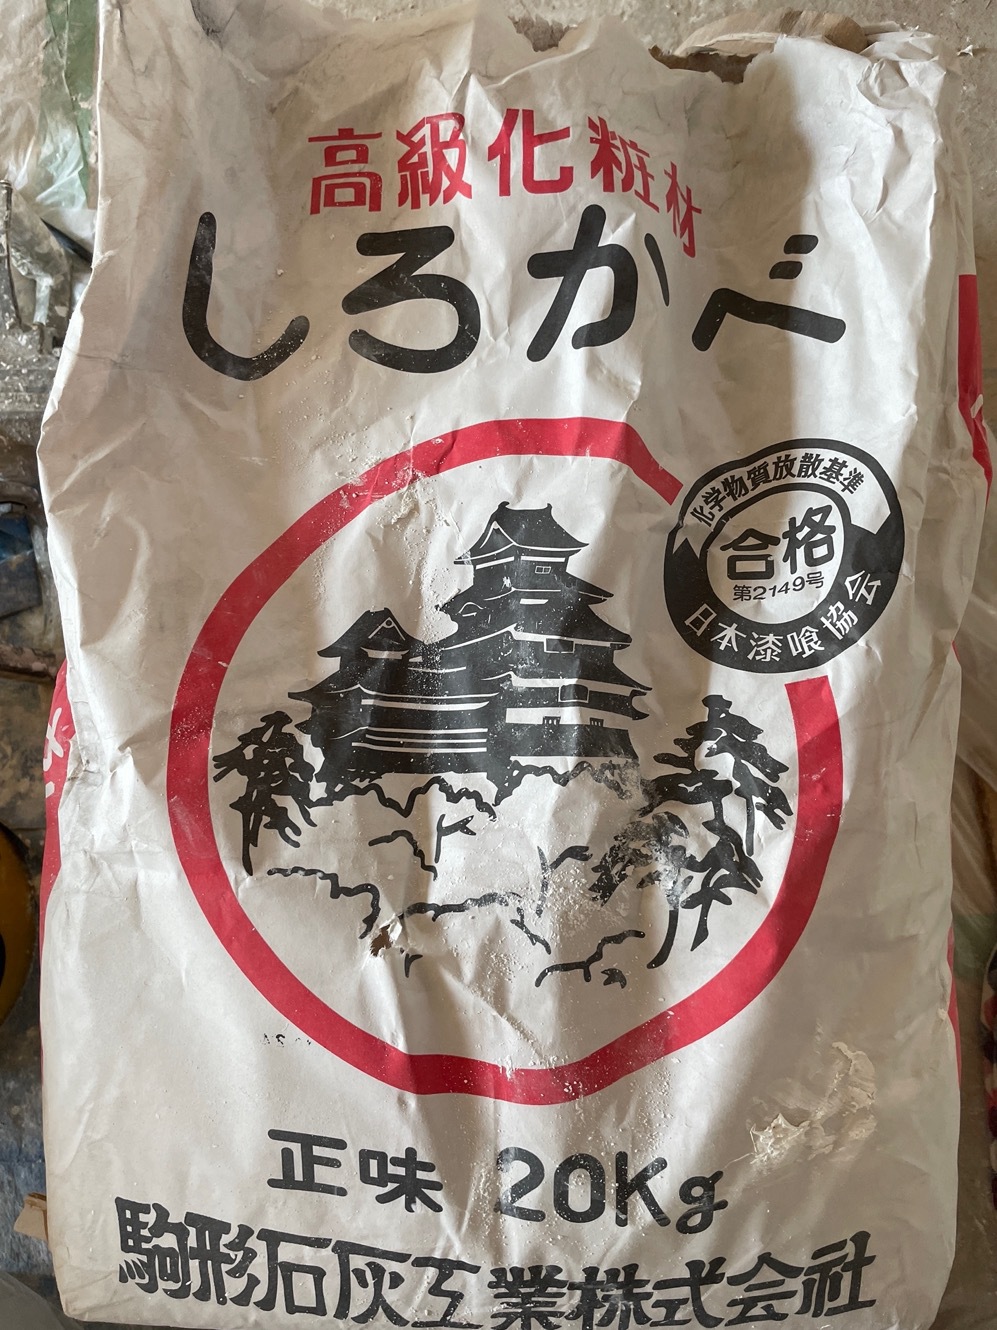 高級化粧材
しろかべ
化学物質放散基準
合格
第2149号
日本漆喰協会
正味 20Kg
駒形石灰工業株式会社